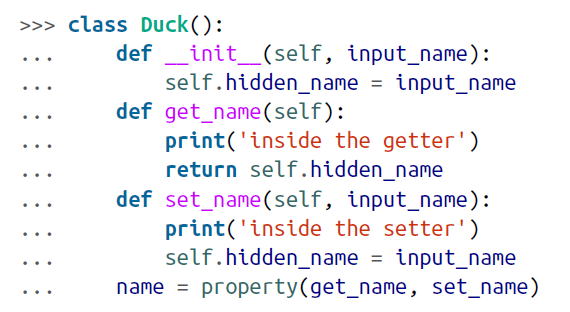 >>> class Duck():
...     def __init__(self, input_name):
...         self.hidden_name = input_name
...     def get_name(self):
...         print('inside the getter')
...         return self.hidden_name
...     def set_name(self, input_name):
...         print('inside the setter')
...         self.hidden_name = input_name
...     name = property(get_name, set_name)